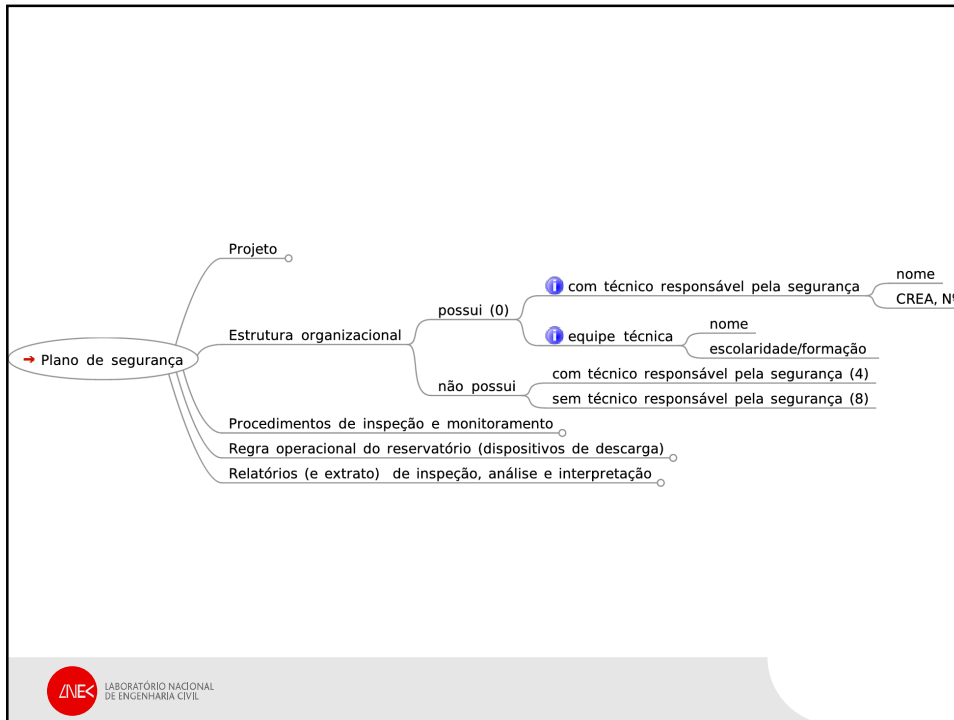 Projeto
Plano de segurança
Estrutura organizacional
possui (0)
com técnico responsável pela segurança
nome
CREA, Nº
equipe técnica
nome
escolaridade/formação
não possui
com técnico responsável pela segurança (4)
sem técnico responsável pela segurança (8)
Procedimentos de inspeção e monitoramento
Regra operacional do reservatório (dispositivos de descarga)
Relatórios (e extrato) de inspeção, análise e interpretação
LNEC
LABORATÓRIO NACIONAL
DE ENGENHARIA CIVIL